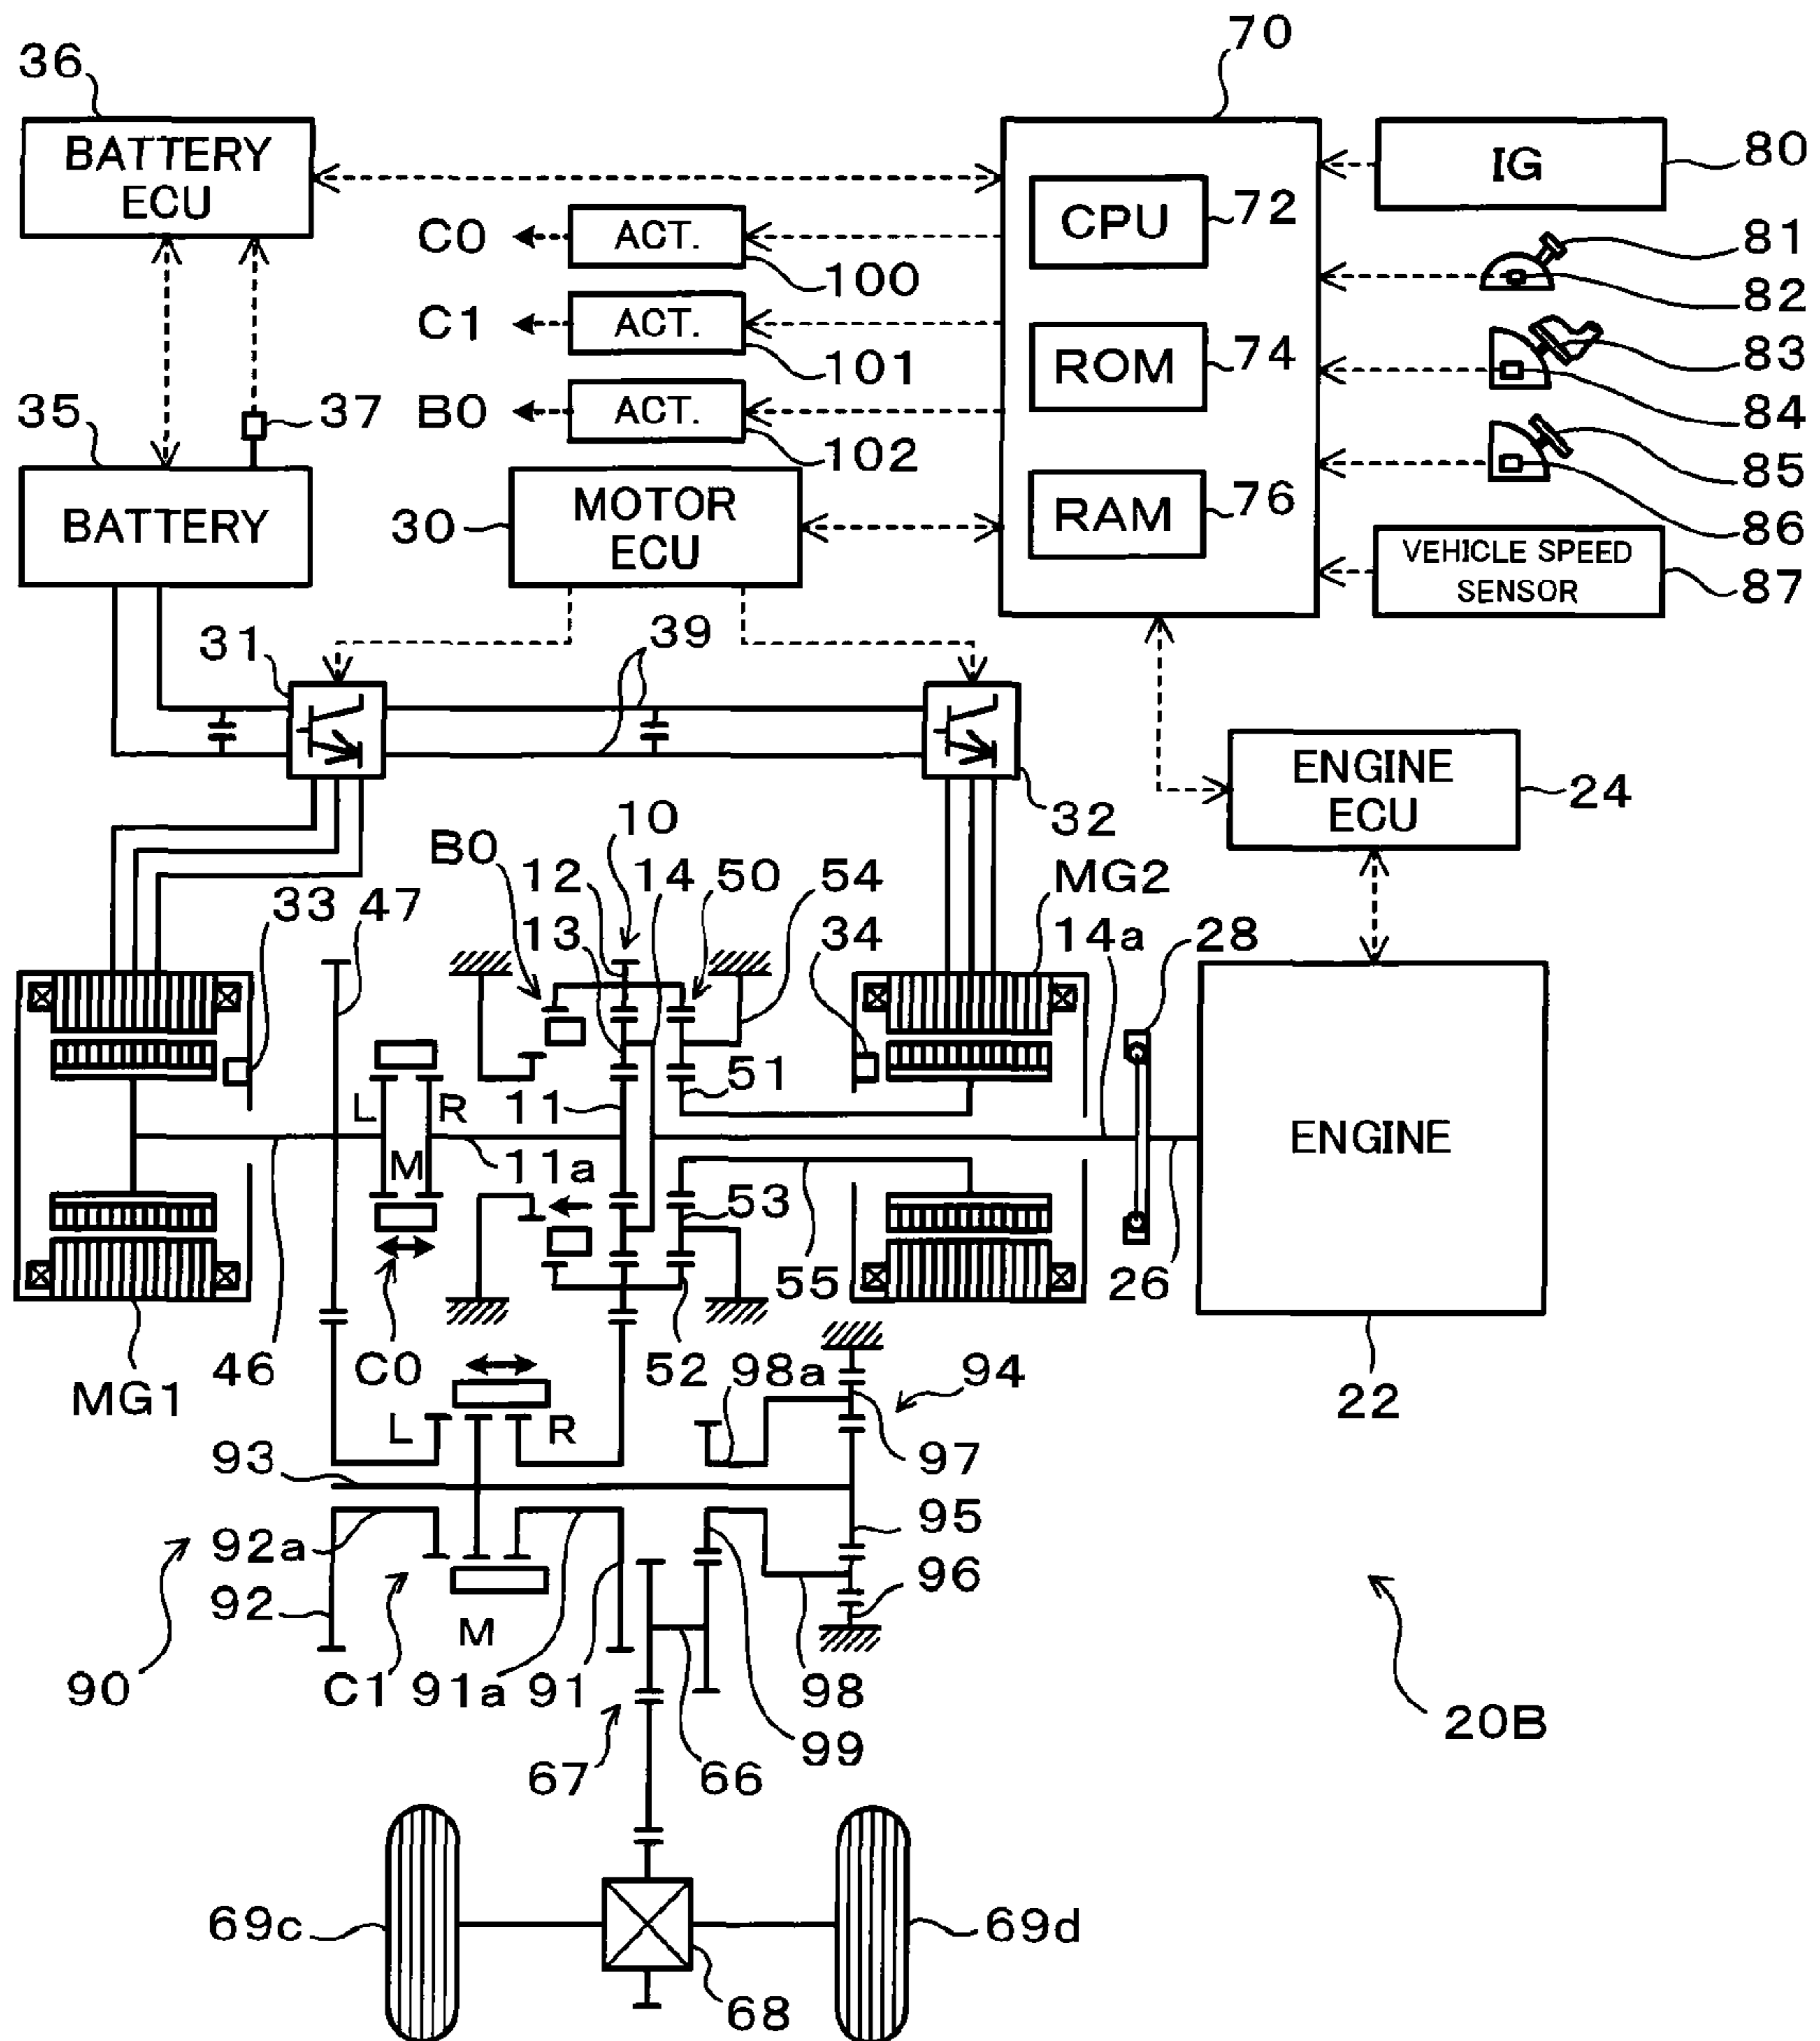 70
36
BATTERY
ECU
IG
80
CPU
72
C0
ACT.
100
81
82
C1
ACT.
101
ROM
74
83
84
B0
ACT.
102
35
37
BATTERY
30
MOTOR
ECU
RAM
76
85
86
VEHICLE SPEED
SENSOR
87
31
39
32
ENGINE
ECU
24
10
B0
12
14
50
54
MG2
33
47
13
34
14a
28
L
R
11
51
M
11a
53
ENGINE
55
26
46
C0
52
98a
94
MG1
22
L
R
93
97
92a
95
92
96
M
90
C1
91a
91
98
99
20B
67
66
69c
69d
68